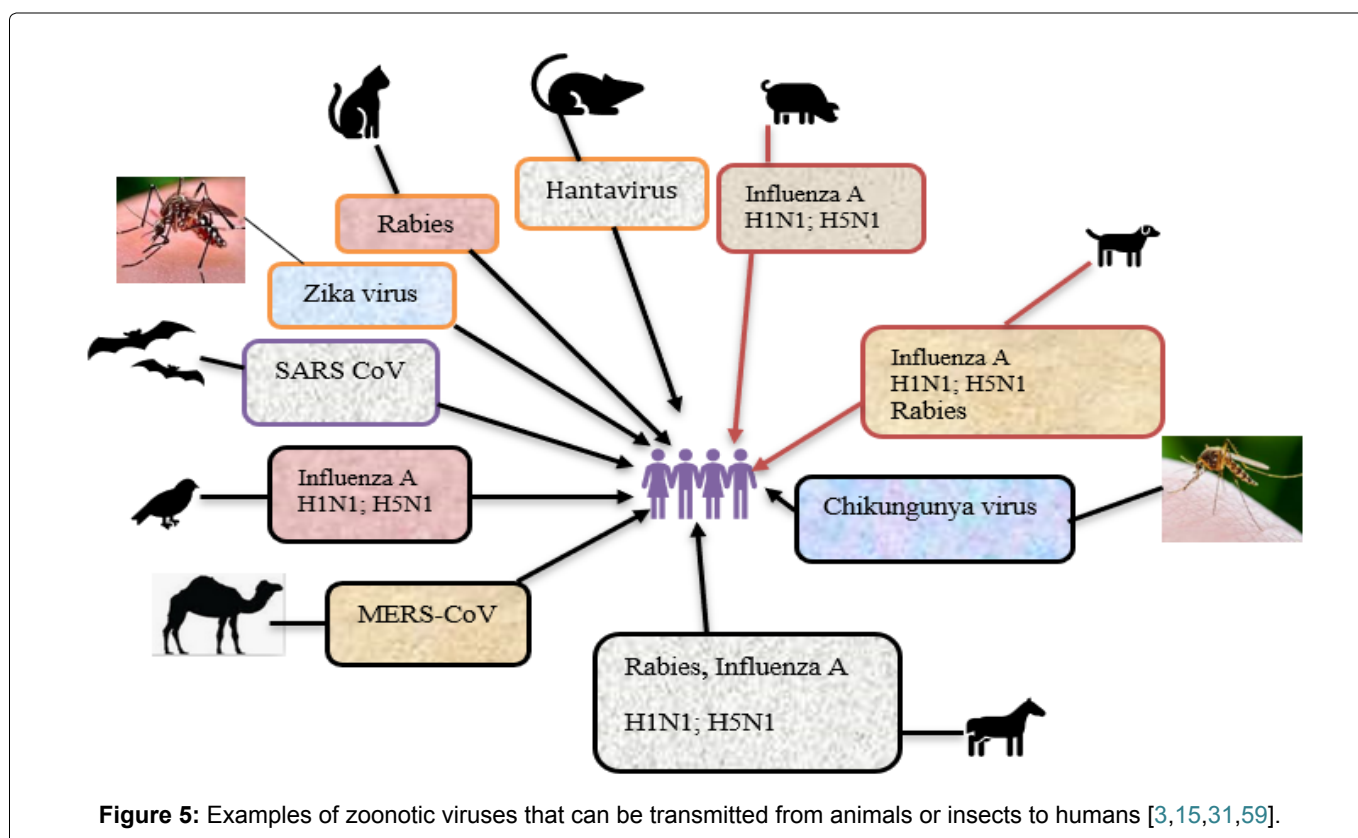 Hantavirus
Influenza A
H1N1; H5N1
Rabies
Zika virus
SARS CoV
Influenza A
H1N1; H5N1
Rabies
Influenza A
H1N1; H5N1
Chikungunya virus
MERS-CoV
Rabies, Influenza A
H1N1; H5N1
Figure 5: Examples of zoonotic viruses that can be transmitted from animals or insects to humans [3,15,31,59].